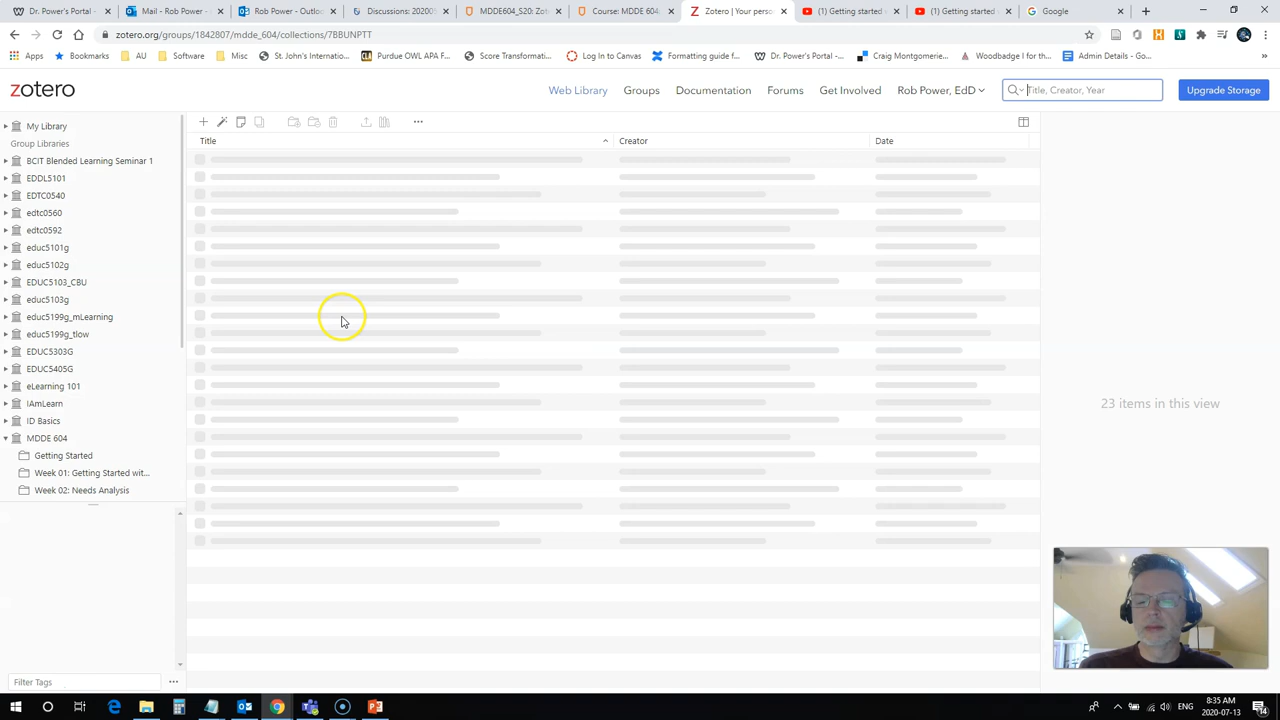 Dr. Power's Portal -
Mail - Rob Power - Outl
Rob Power - Outloo
Discussions: 20200
MDDE604_S20: Zote
Course: MDDE 604
Zotero | Your perso
(1) Getting started
(1) Getting started
Google
zotero.org/groups/1842807/mdde_604/collections/7BBUNPTT
Apps
Bookmarks
AU
Software
Misc
St. John's Internatio...
Purdue OWL APA F...
Score Transformati...
Log In to Canvas
Formatting guide f...
Dr. Power's Portal -...
Craig Montgomerie...
Woodbadge I for th...
Admin Details - Go...
zotero
Web Library
Groups
Documentation
Forums
Get Involved
Rob Power, EdD
Title, Creator, Year
Upgrade Storage
My Library
Group Libraries
BCIT Blended Learning Seminar 1
EDDL5101
EDTC0540
edtc0560
edtc0592
educ5101g
educ5102g
EDUC5103_CBU
educ5103g
educ5199g_mLearning
educ5199g_tlow
EDUC5303G
EDUC5405G
eLearning 101
IAmLearn
ID Basics
MDDE 604
Getting Started
Week 01: Getting Started wit...
Week 02: Needs Analysis
Filter Tags
Title
Creator
Date
23 items in this view
ENG
8:35 AM
2020-07-13
14